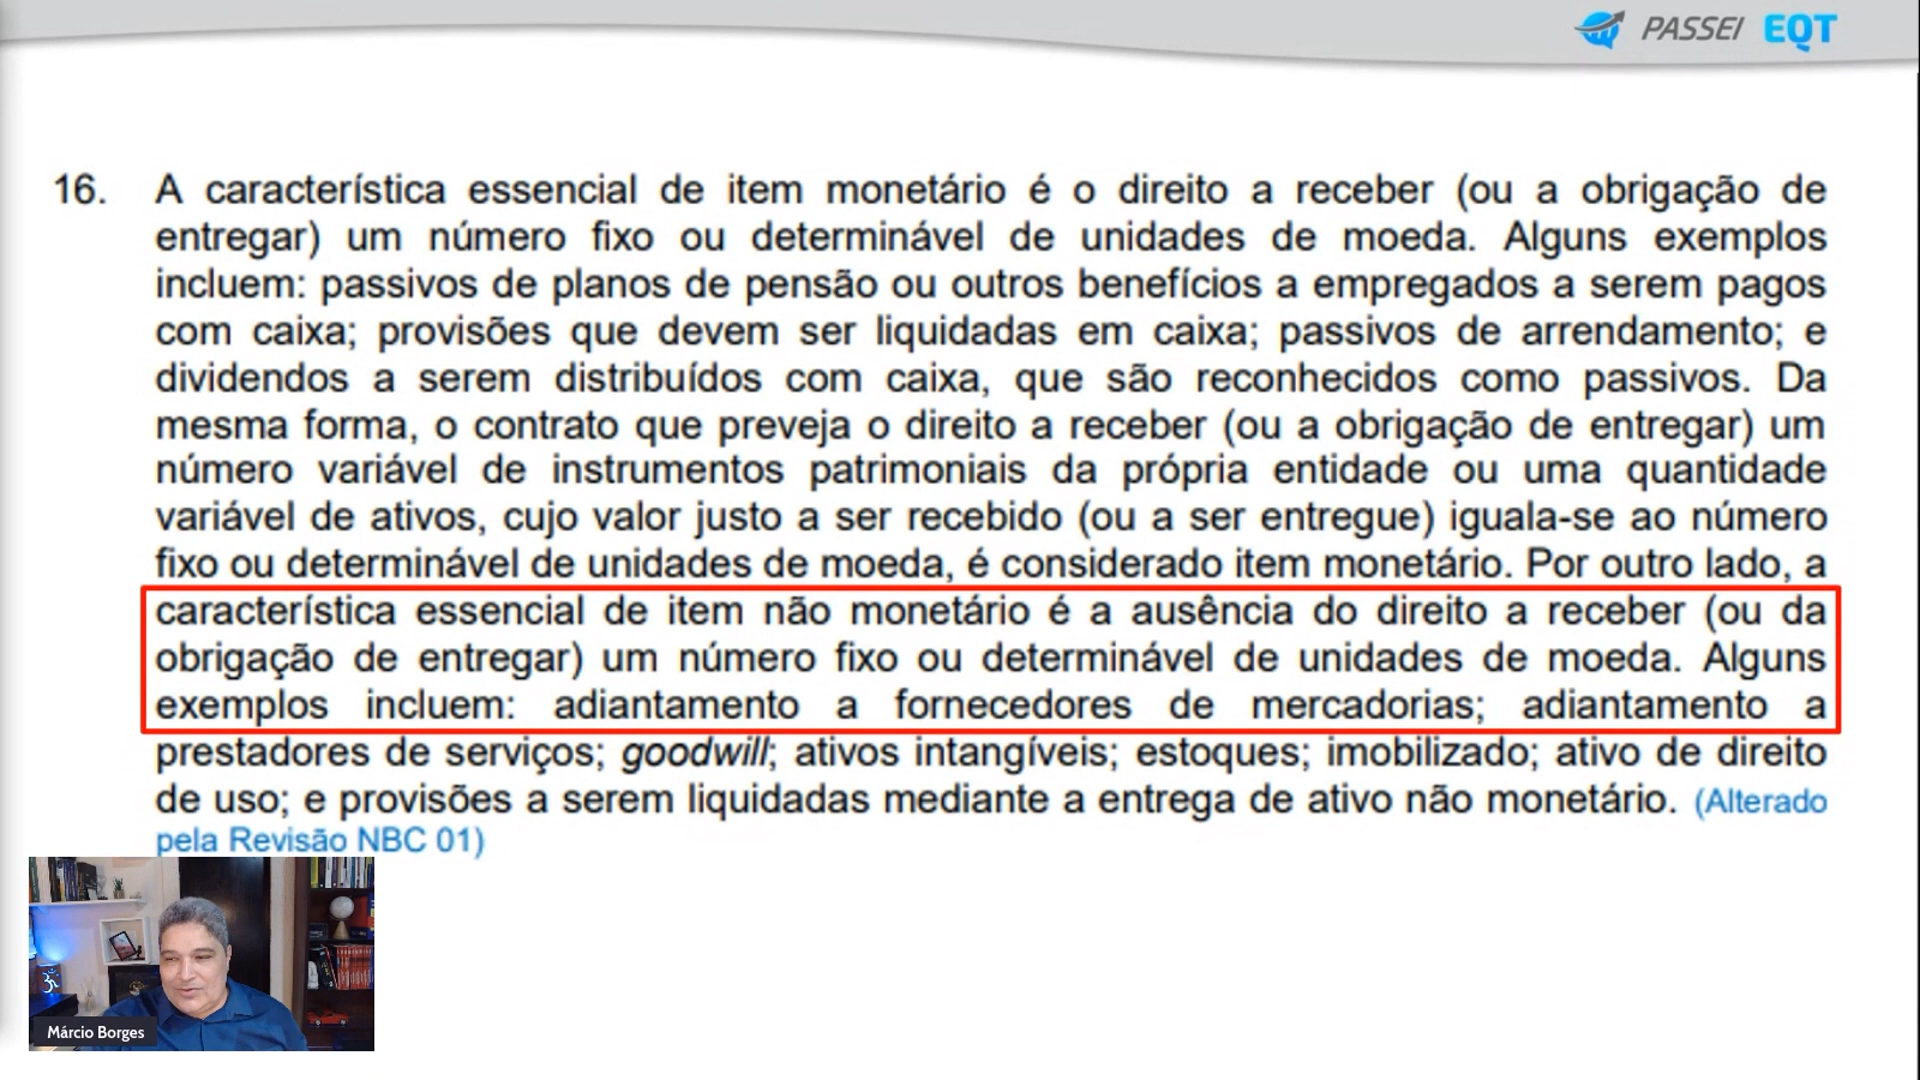 PASSEI EQT
16. A característica essencial de item monetário é o direito a receber (ou a obrigação de
entregar) um número fixo ou determinável de unidades de moeda. Alguns exemplos
incluem: passivos de planos de pensão ou outros benefícios a empregados a serem pagos
com caixa; provisões que devem ser liquidadas em caixa; passivos de arrendamento; e
dividendos a serem distribuídos com caixa, que são reconhecidos como passivos. Da
mesma forma, o contrato que preveja o direito a receber (ou a obrigação de entregar) um
número variável de instrumentos patrimoniais da própria entidade ou uma quantidade
variável de ativos, cujo valor justo a ser recebido (ou a ser entregue) iguala-se ao número
fixo ou determinável de unidades de moeda, é considerado item monetário. Por outro lado, a
característica essencial de item não monetário é a ausência do direito a receber (ou da
obrigação de entregar) um número fixo ou determinável de unidades de moeda. Alguns
exemplos incluem: adiantamento a fornecedores de mercadorias; adiantamento a
prestadores de serviços; goodwill; ativos intangíveis; estoques; imobilizado; ativo de direito
de uso; e provisões a serem liquidadas mediante a entrega de ativo não monetário. (Alterado
pela Revisão NBC 01)
Márcio Borges